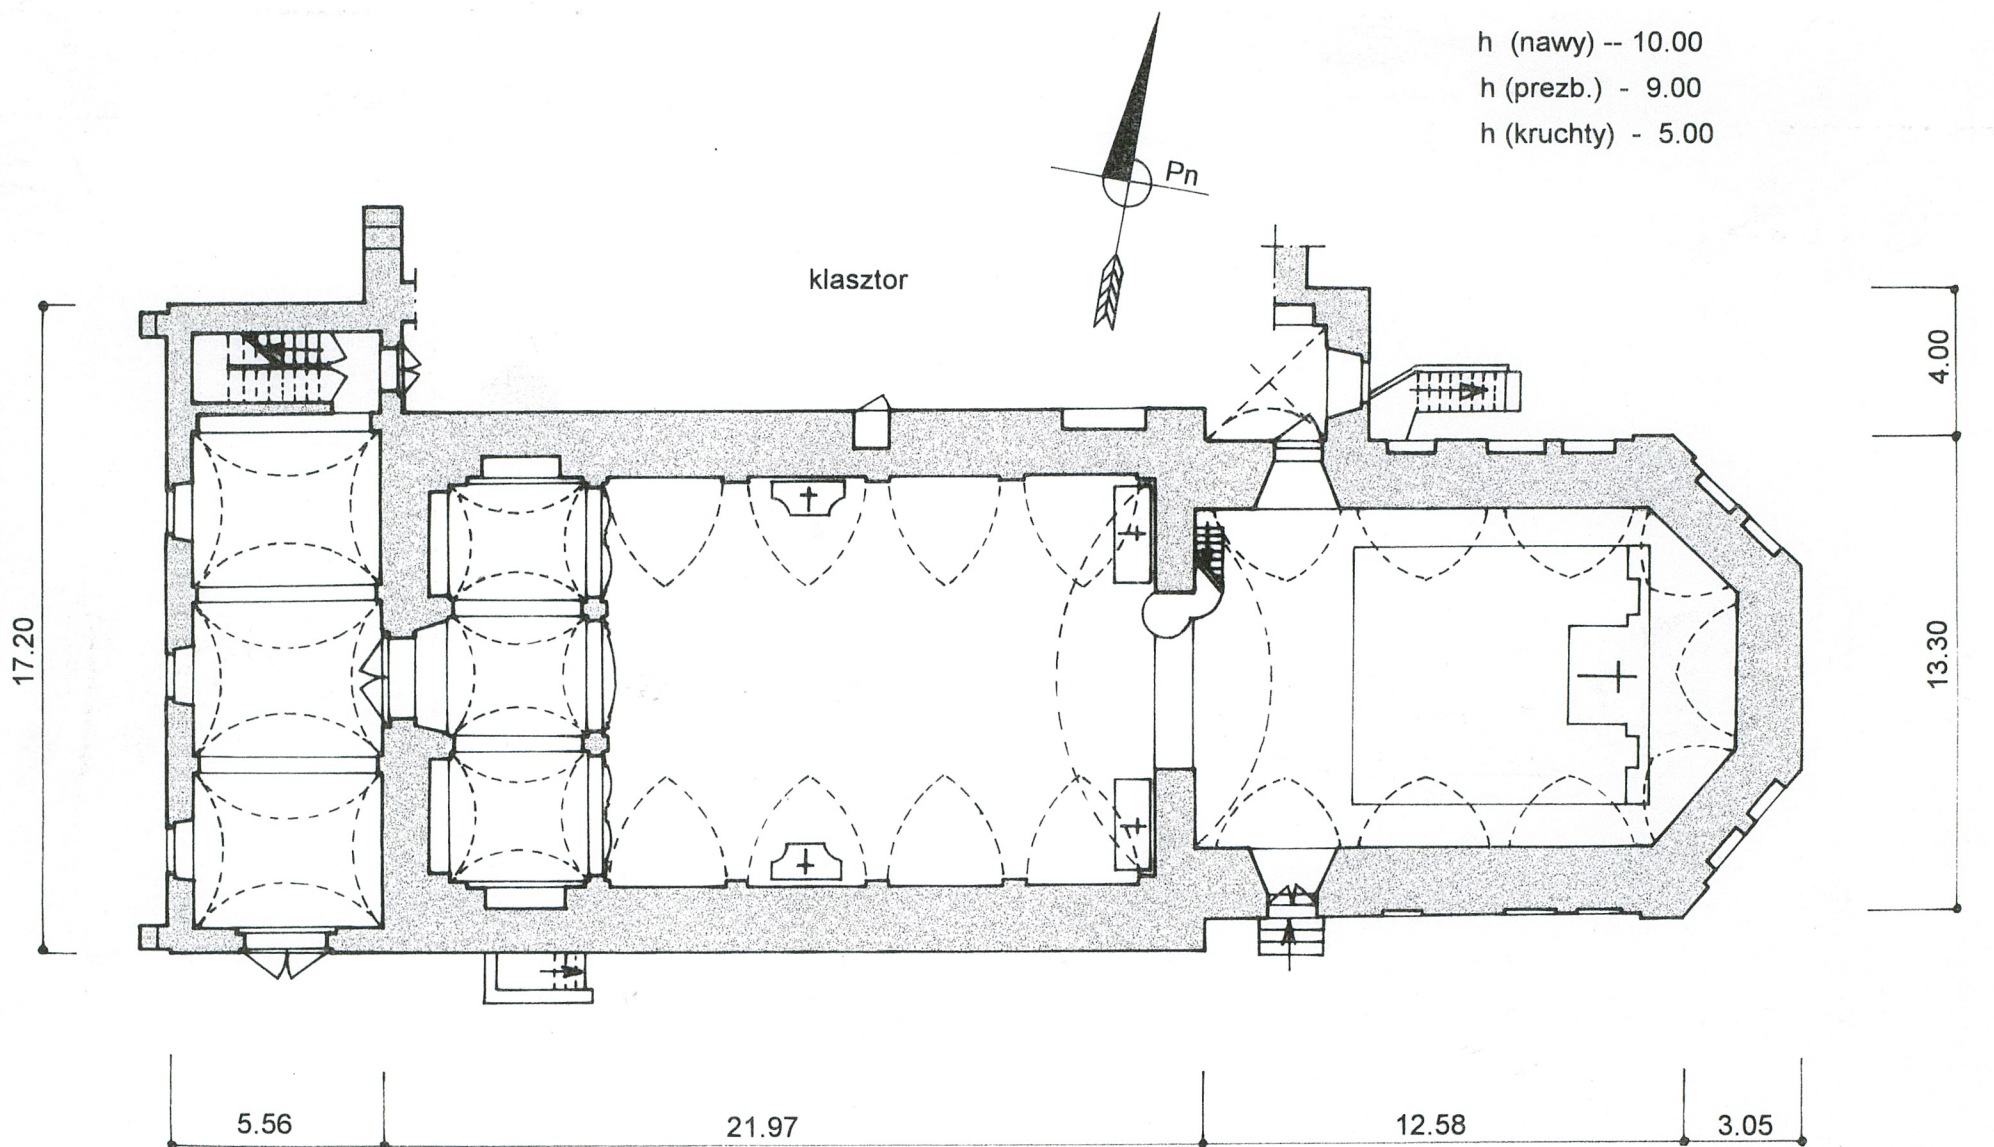 h (nawy) -- 10.00
h (prezb.) - 9.00
h (kruchty) - 5.00
Pn
klasztor
4.00
17.20
13.30
5.56
21.97
12.58
3.05